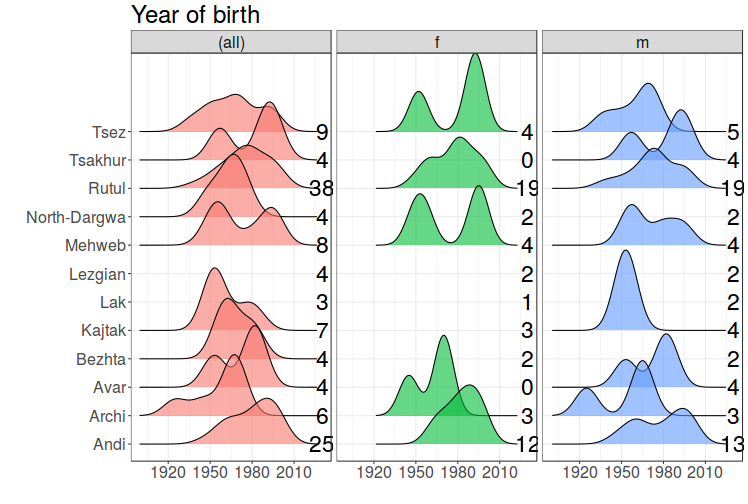 Year of birth
(all) f m
Tsez 9 4 5
Tsakhur 4 0 4
Rutul 38 19 19
North-Dargwa 4 2 2
Mehweb 8 4 4
Lezgian 4 2 2
Lak 3 1 2
Kajtak 7 3 4
Bezhta 4 2 2
Avar 4 0 4
Archi 6 3 3
Andi 25 12 13
1920 1950 1980 2010 1920 1950 1980 2010 1920 1950 1980 2010